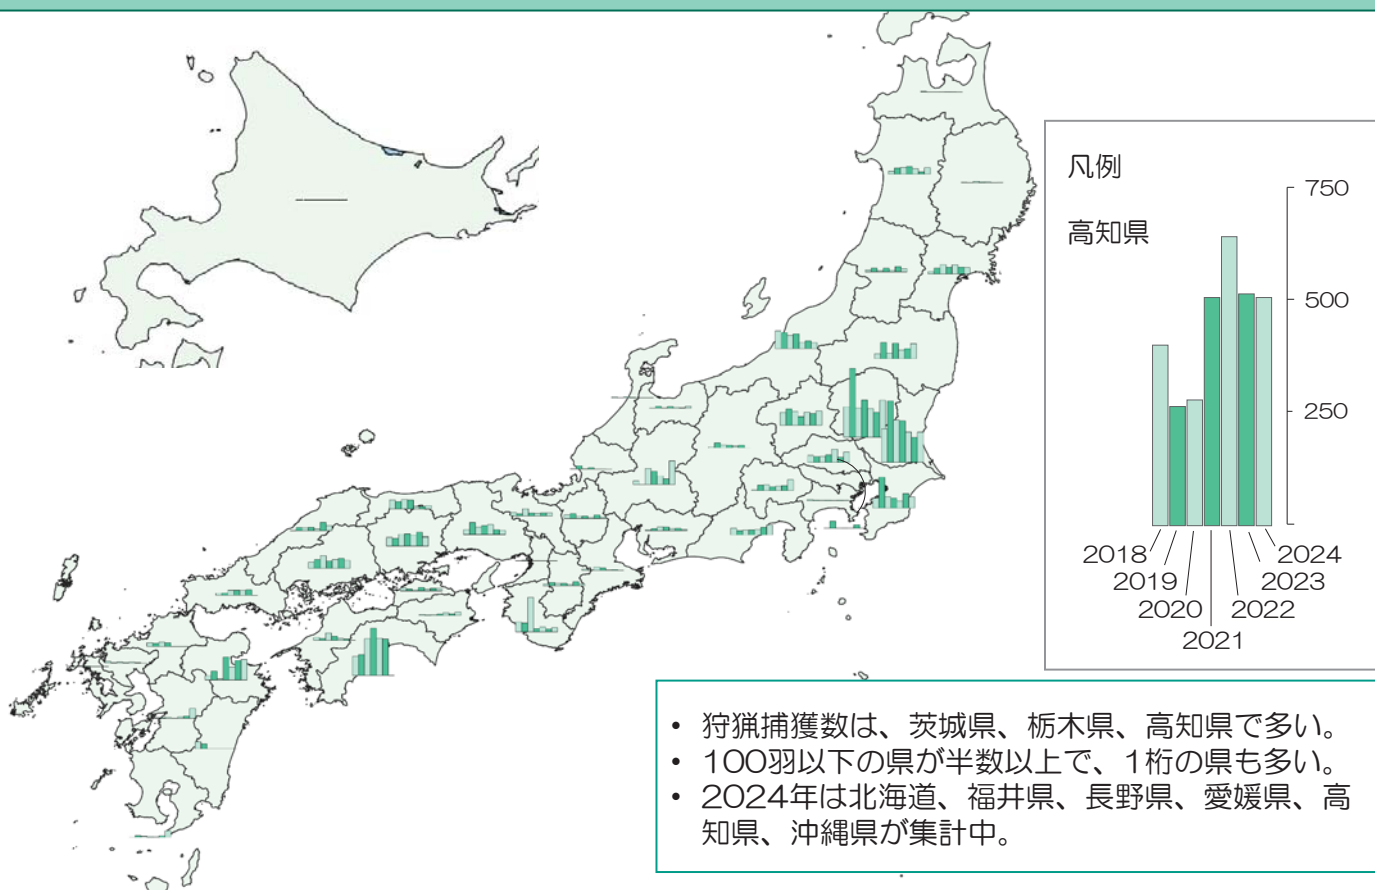 凡例
高知県
750
500
250
2018
2019
2020
2021
2022
2023
2024
• 狩猟捕獲数は、茨城県、栃木県、高知県で多い。
• 100羽以下の県が半数以上で、1桁の県も多い。
• 2024年は北海道、福井県、長野県、愛媛県、高
知県、沖縄県が集計中。